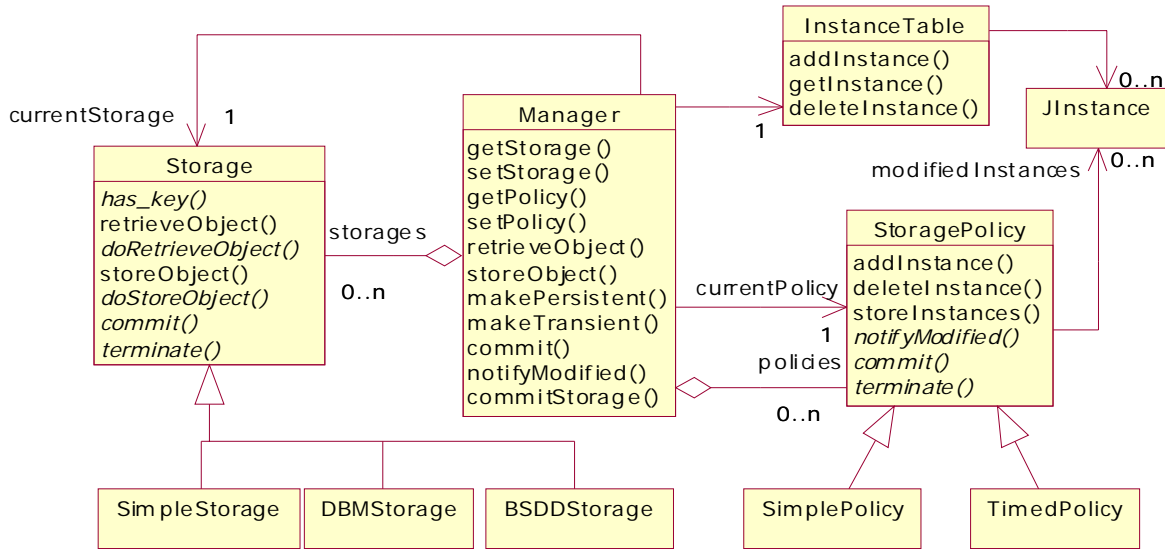 InstanceTable
addInstance()
getInstance()
deleteInstance()
0..n
JInstance
0..n
modifiedInstances
currentStorage
1
1
Manager
getStorage()
setStorage()
getPolicy()
setPolicy()
retrieveObject()
storeObject()
makePersistent()
makeTransient()
commit()
notifyModified()
commitStorage()
Storage
has_key()
retrieveObject()
doRetrieveObject()
storeObject()
doStoreObject()
commit()
terminate()
storages
0..n
StoragePolicy
addInstance()
deleteInstance()
storeInstances()
notifyModified()
commit()
terminate()
currentPolicy
1
policies
0..n
SimpleStorage
DBMStorage
BSDDStorage
SimplePolicy
TimedPolicy